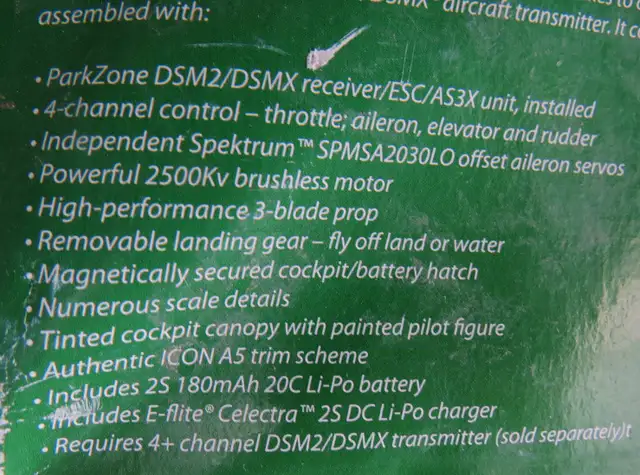 DSMX® aircraft transmitter. It c
assembled with:
• ParkZone DSM2/DSMX receiver/ESC/AS3X unit, installed
• 4-channel control – throttle; aileron, elevator and rudder
• Independent Spektrum™ SPMSA2030LO offset aileron servos
• Powerful 2500Kv brushless motor
• High-performance 3-blade prop
• Removable landing gear – fly off land or water
• Magnetically secured cockpit/battery hatch
• Numerous scale details
• Tinted cockpit canopy with painted pilot figure
• Authentic ICON A5 trim scheme
• Includes 2S 180mAh 20C Li-Po battery
• Includes E-flite® Celectra™ 2S DC Li-Po charger
• Requires 4+ channel DSM2/DSMX transmitter (sold separately)t